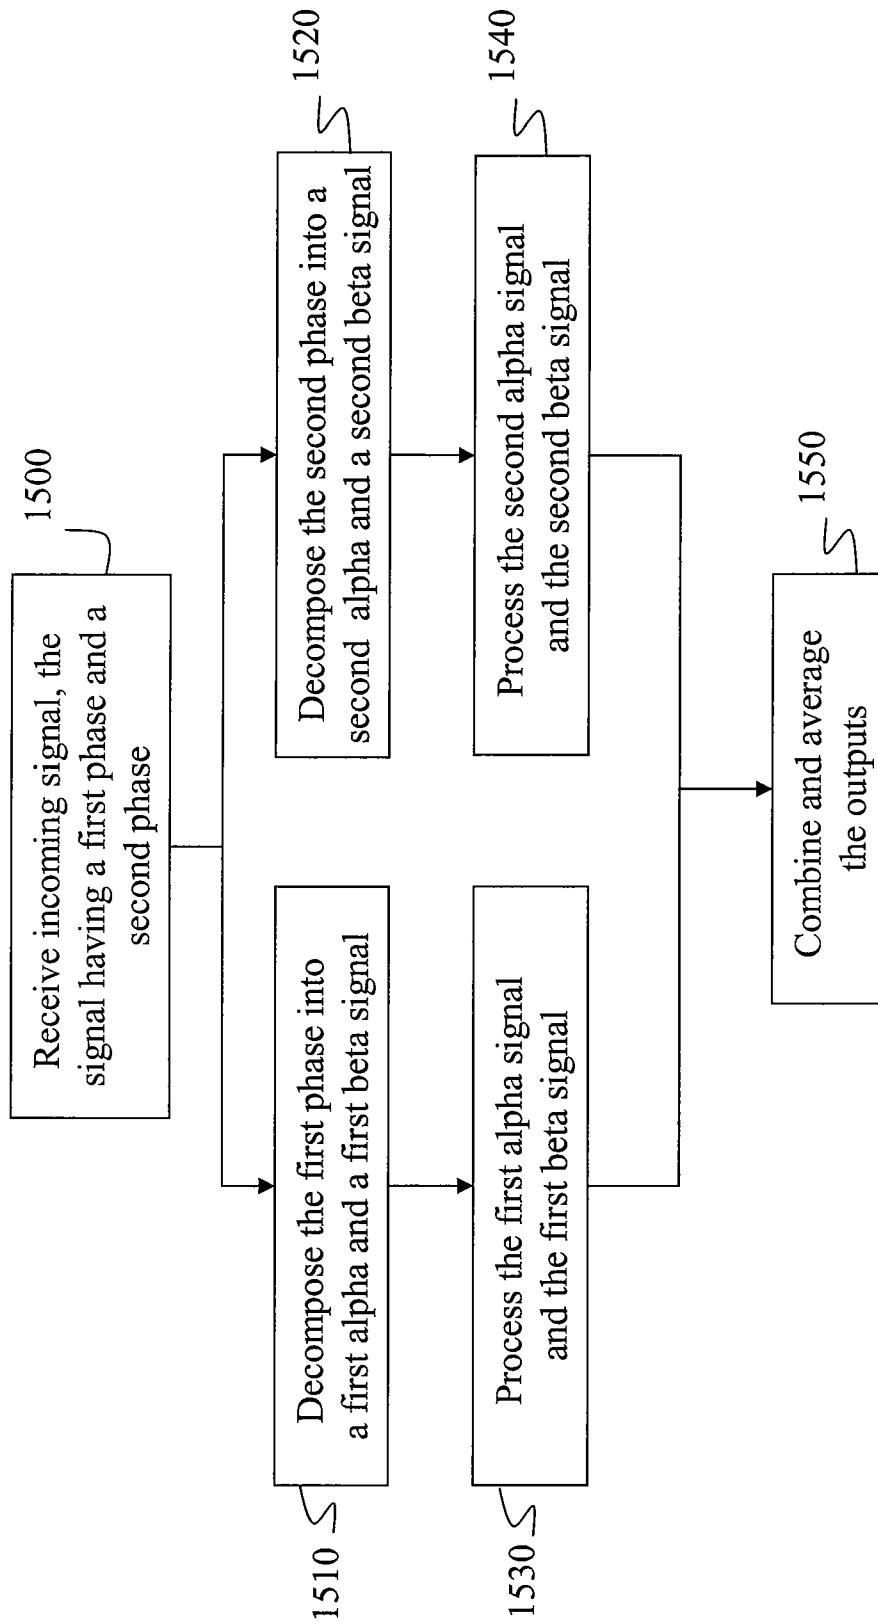 1500
Receive incoming signal, the
signal having a first phase and a
second phase
1510
Decompose the first phase into
a first alpha and a first beta signal
1520
Decompose the second phase into a
second alpha and a second beta signal
1530
Process the first alpha signal
and the first beta signal
1540
Process the second alpha signal
and the second beta signal
1550
Combine and average
the outputs